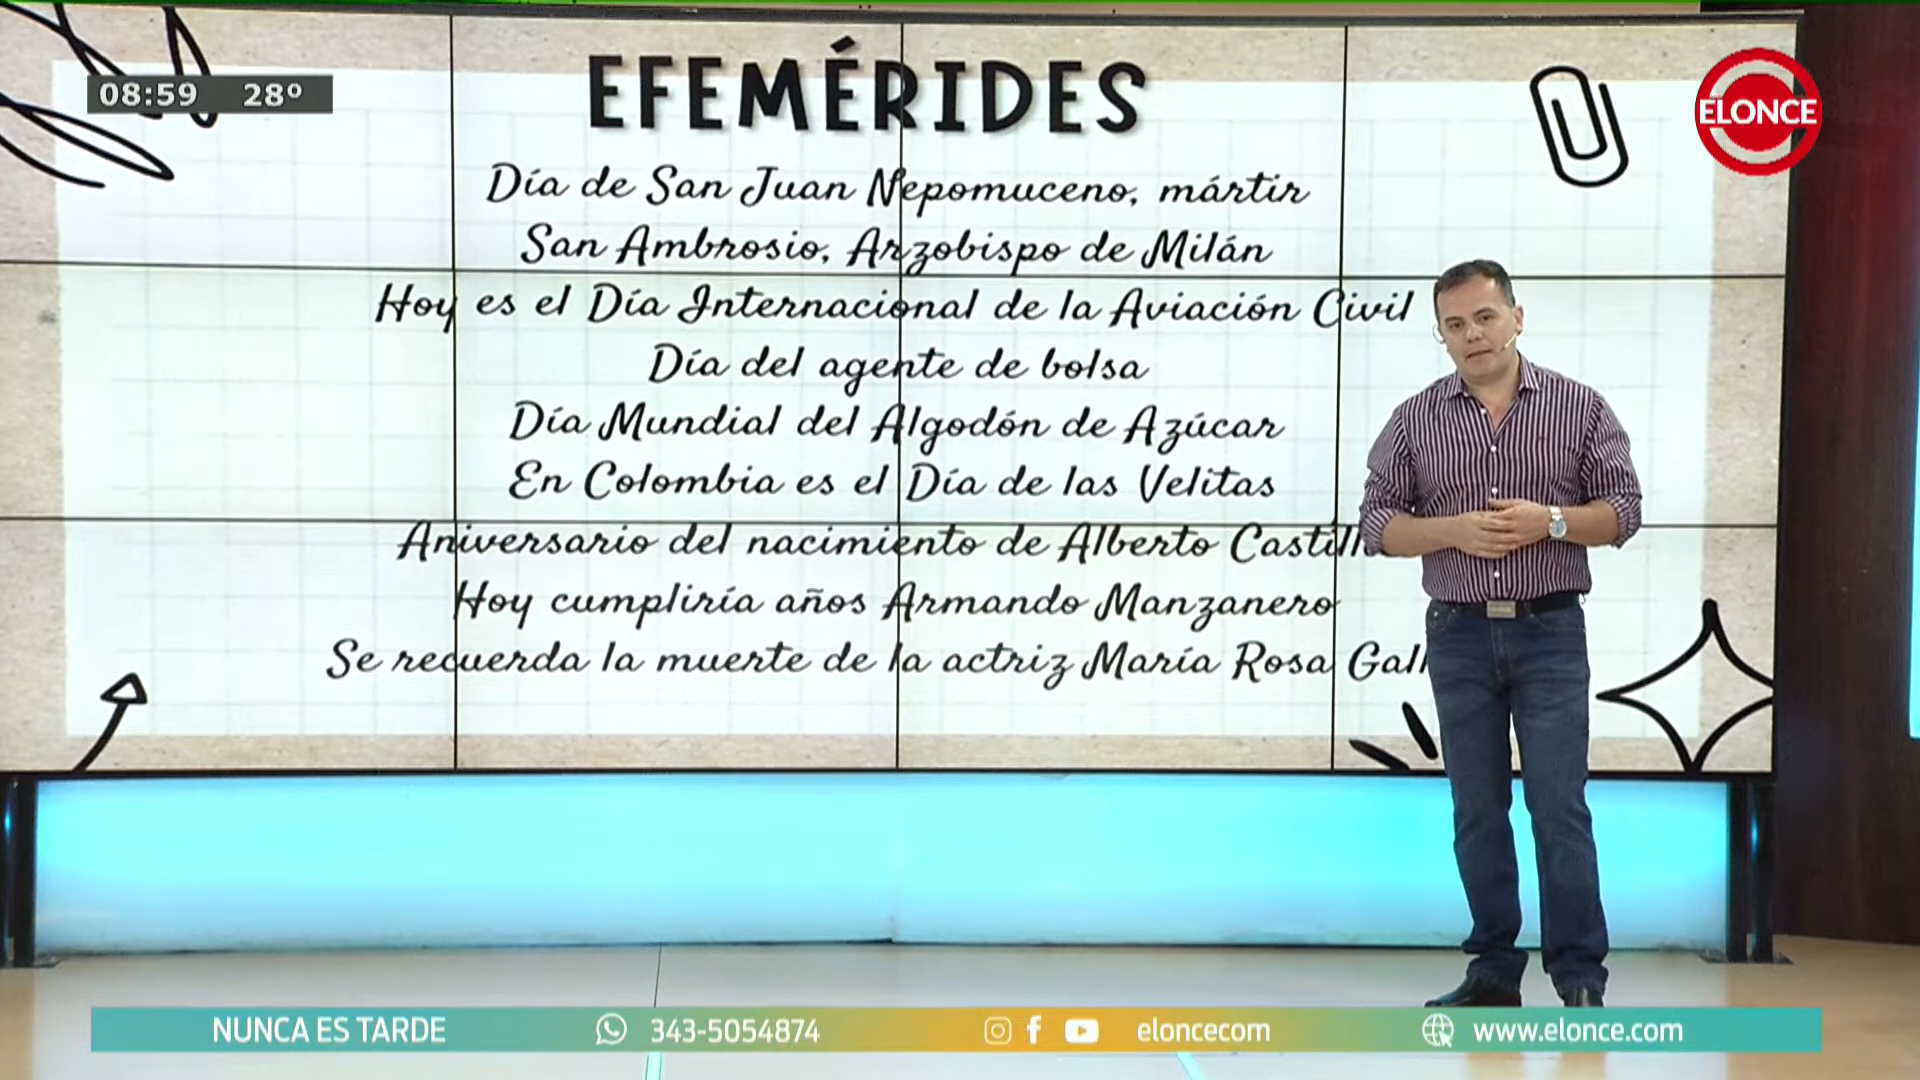 08:59 28º
ELONCE
EFEMÉRIDES
Día de San Juan Nepomuceno, mártir
San Ambrosio, Arzobispo de Milán
Hoy es el Día Internacional de la Aviación Civil
Día del agente de bolsa
Día Mundial del Algodón de Azúcar
En Colombia es el Día de las Velitas
Aniversario del nacimiento de Alberto
Hoy cumpliría años Armando Manzanero
Se recuerda la muerte de la actriz María Rosa
NUNCA ES TARDE 343-5054874 eloncecom www.elonce.com